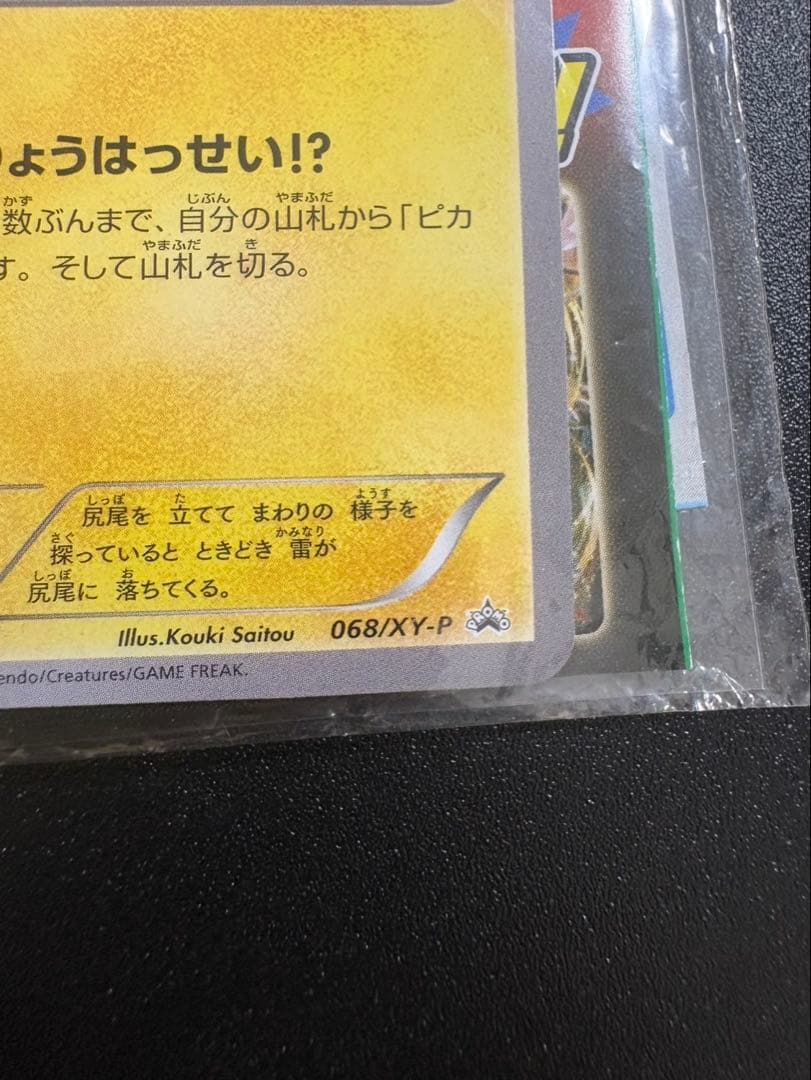 ょうはっせい!?
数ぶんまで、自分の山札から「ピカ
す。そして山札を切る。
尻尾を 立てて まわりの 様子を
探っていると ときどき 雷が
尻尾に 落ちてくる。
Illus.Kouki Saitou 068/XY-P PROMO
endo/Creatures/GAME FREAK.